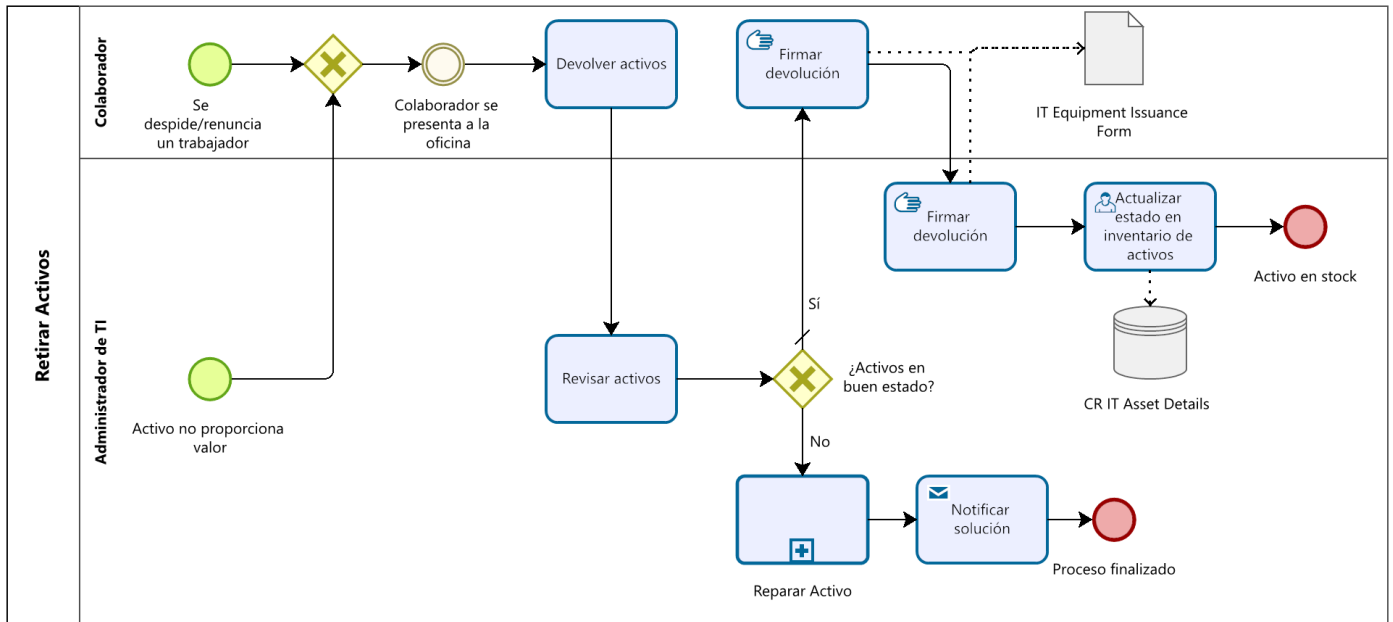 Retirar Activos
Colaborador
Se
despide/renuncia
un trabajador
Colaborador se
presenta a la
oficina
Devolver activos
Firmar
devolución
IT Equipment Issuance
Form
Administrador de TI
Firmar
devolución
Actualizar
estado en
inventario de
activos
Activo en stock
CR IT Asset Details
Activo no proporciona
valor
Revisar activos
Sí
¿Activos en
buen estado?
No
Reparar Activo
Notificar
solución
Proceso finalizado